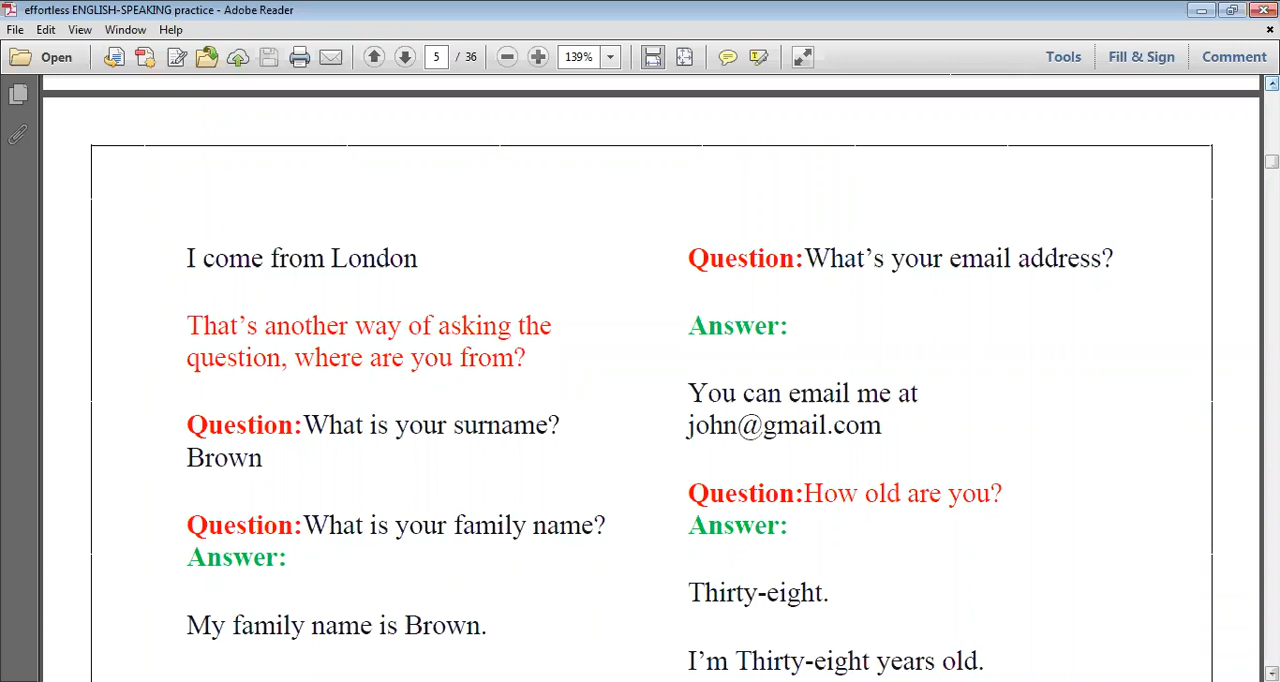 effortless ENGLISH-SPEAKING practice - Adobe Reader
File Edit View Window Help
Open 5 / 36 139% Tools Fill & Sign Comment
I come from London
That's another way of asking the
question, where are you from?
Question:What is your surname?
Brown
Question:What is your family name?
Answer:
My family name is Brown.
Question:What's your email address?
Answer:
You can email me at
john@gmail.com
Question:How old are you?
Answer:
Thirty-eight.
I'm Thirty-eight years old.